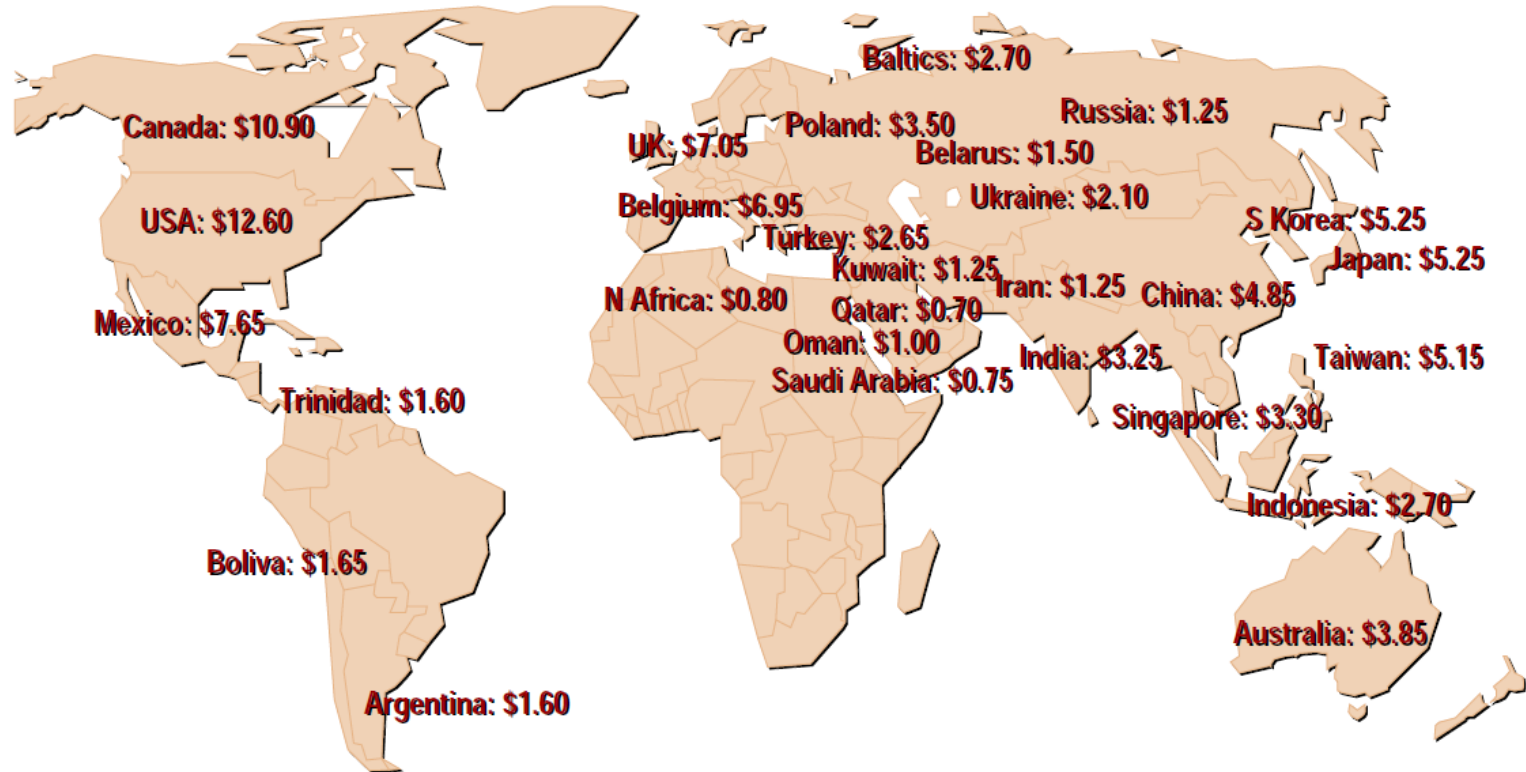 Baltics: $2.70
Russia: $1.25
Canada: $10.90
Poland: $3.50
UK: $7.05
Belarus: $1.50
Ukraine: $2.10
Belgium: $6.95
USA: $12.60
S Korea: $5.25
Turkey: $2.65
Japan: $5.25
Kuwait: $1.25
Iran: $1.25
China: $4.85
N Africa: $0.80
Qatar: $0.70
Mexico: $7.65
Oman: $1.00
India: $3.25
Taiwan: $5.15
Saudi Arabia: $0.75
Trinidad: $1.60
Singapore: $3.30
Indonesia: $2.70
Boliva: $1.65
Australia: $3.85
Argentina: $1.60